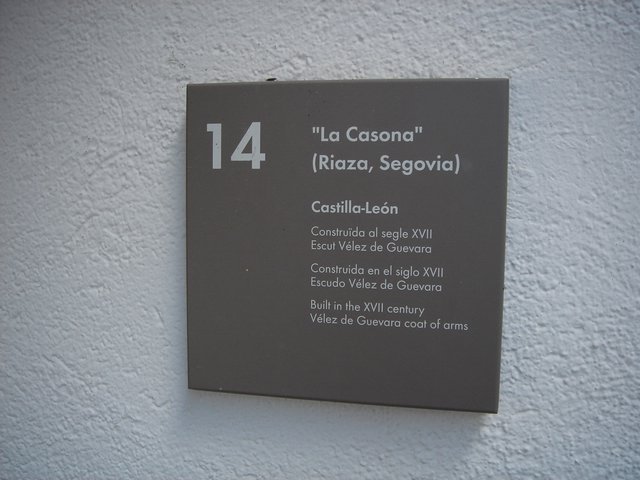 14
"La Casona"
(Riaza, Segovia)
Castilla-León
Construïda al segle XVII
Escut Vélez de Guevara
Construida en el siglo XVII
Escudo Vélez de Guevara
Built in the XVII century
Vélez de Guevara coat of arms